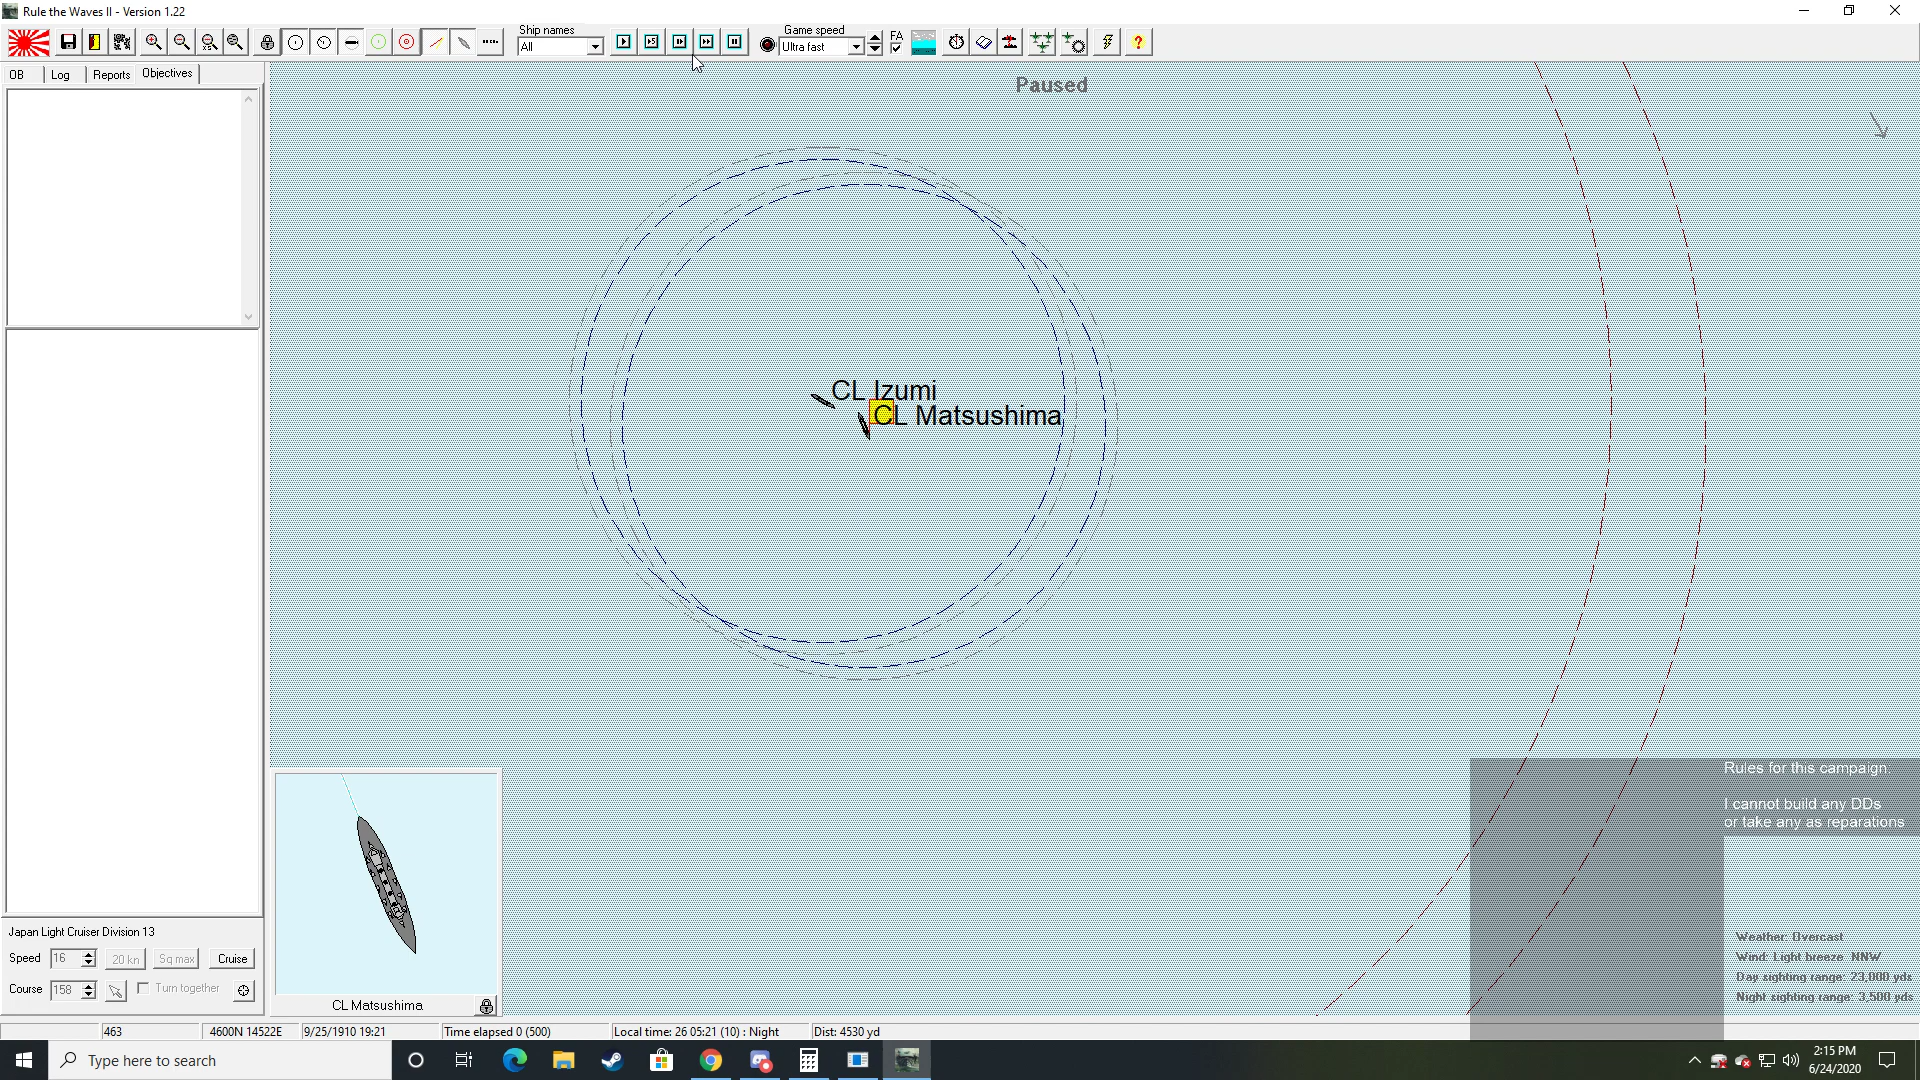 Rule the Waves II - Version 1.22
Ship names
All
Game speed
Ultra fast
FA
OB
Log
Reports
Objectives
Paused
CL Izumi
CL Matsushima
Rules for this campaign.
I cannot build any DDs
or take any as reparations
Weather: Overcast
Wind: Light breeze NNW
Day sighting range: 23,000 yds
Night sighting range: 3,500 yds
Japan Light Cruiser Division 13
Speed 16 20 kn Sq max Cruise
Course 158 Turn together
CL Matsushima
463 4600N 14522E 9/25/1910 19:21 Time elapsed 0 (500) Local time: 26 05:21 (10) : Night Dist: 4530 yd
Type here to search
2:15 PM
6/24/2020